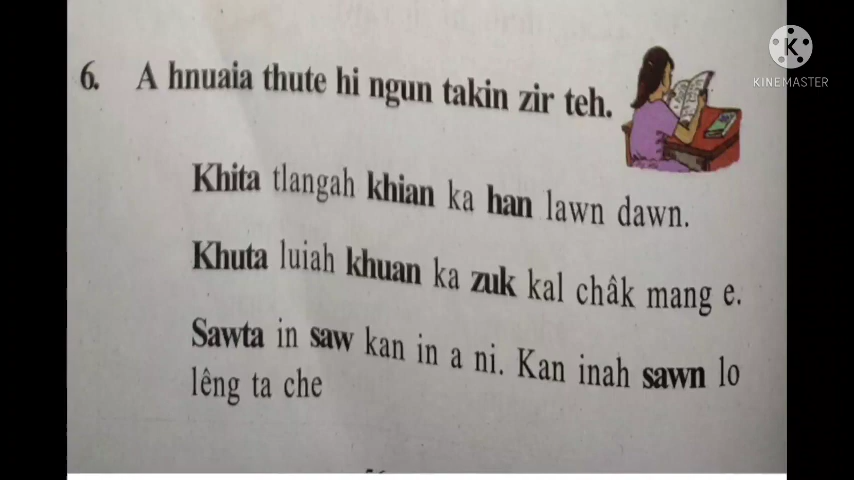 6. A hnuaia thute hi ngun takin zir teh.
Khita tlangah khian ka han lawn dawn.
Khuta luiah khuan ka zuk kal châk mang e.
Sawta in saw kan in a ni. Kan inah sawn lo
lêng ta che
K
KINEMASTER